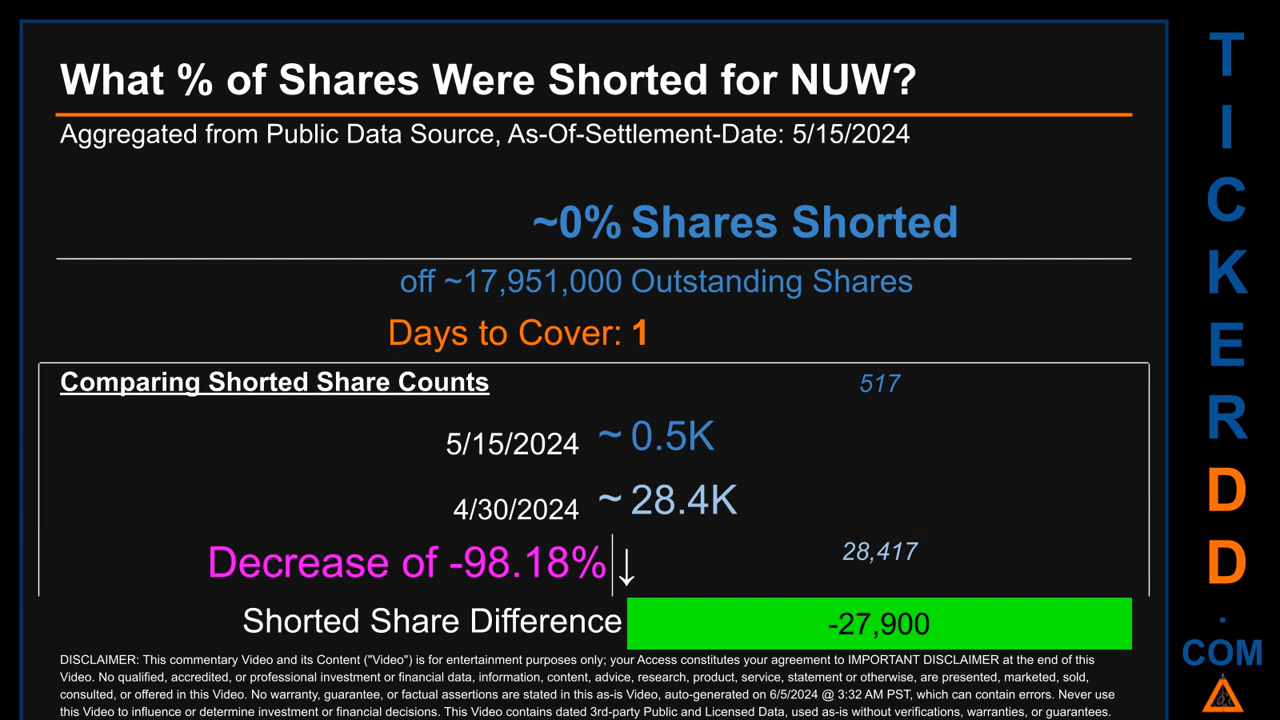 What % of Shares Were Shorted for NUW?
Aggregated from Public Data Source, As-Of-Settlement-Date: 5/15/2024
~0% Shares Shorted
off ~17,951,000 Outstanding Shares
Days to Cover: 1
Comparing Shorted Share Counts
517
5/15/2024 ~ 0.5K
4/30/2024 ~ 28.4K
Decrease of -98.18% ↓
28,417
Shorted Share Difference -27,900
DISCLAIMER: This commentary Video and its Content ("Video") is for entertainment purposes only; your Access constitutes your agreement to IMPORTANT DISCLAIMER at the end of this
Video. No qualified, accredited, or professional investment or financial data, information, content, advice, research, product, service, statement or otherwise, are presented, marketed, sold,
consulted, or offered in this Video. No warranty, guarantee, or factual assertions are stated in this as-is Video, auto-generated on 6/5/2024 @ 3:32 AM PST, which can contain errors. Never use
this Video to influence or determine investment or financial decisions. This Video contains dated 3rd-party Public and Licensed Data, used as-is without verifications, warranties, or guarantees.
T
I
C
K
E
R
D
D
.
COM